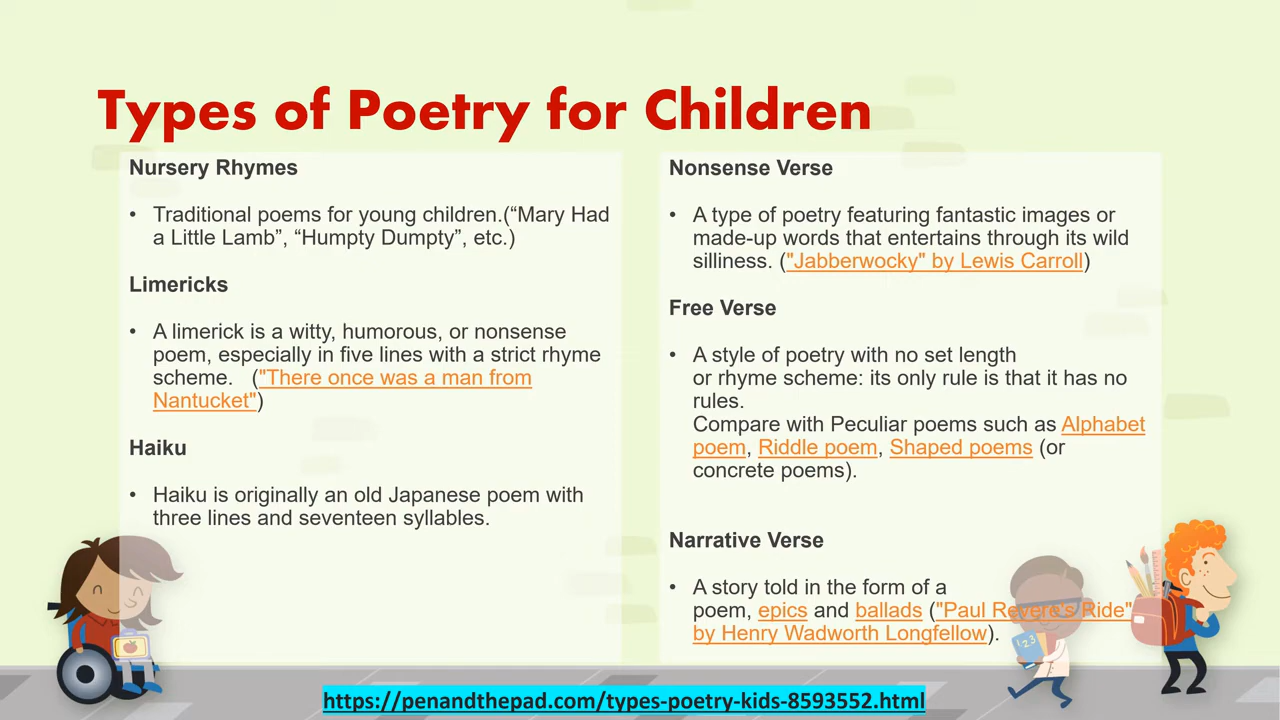 Types of Poetry for Children
Nursery Rhymes
• Traditional poems for young children.(“Mary Had
a Little Lamb”, “Humpty Dumpty”, etc.)
Limericks
• A limerick is a witty, humorous, or nonsense
poem, especially in five lines with a strict rhyme
scheme. ("There once was a man from
Nantucket")
Haiku
• Haiku is originally an old Japanese poem with
three lines and seventeen syllables.
Nonsense Verse
• A type of poetry featuring fantastic images or
made-up words that entertains through its wild
silliness. ("Jabberwocky" by Lewis Carroll)
Free Verse
• A style of poetry with no set length
or rhyme scheme: its only rule is that it has no
rules.
Compare with Peculiar poems such as Alphabet
poem, Riddle poem, Shaped poems (or
concrete poems).
Narrative Verse
• A story told in the form of a
poem, epics and ballads ("Paul Revere's Ride"
by Henry Wadworth Longfellow).
1 2 3
https://penandthepad.com/types-poetry-kids-8593552.html